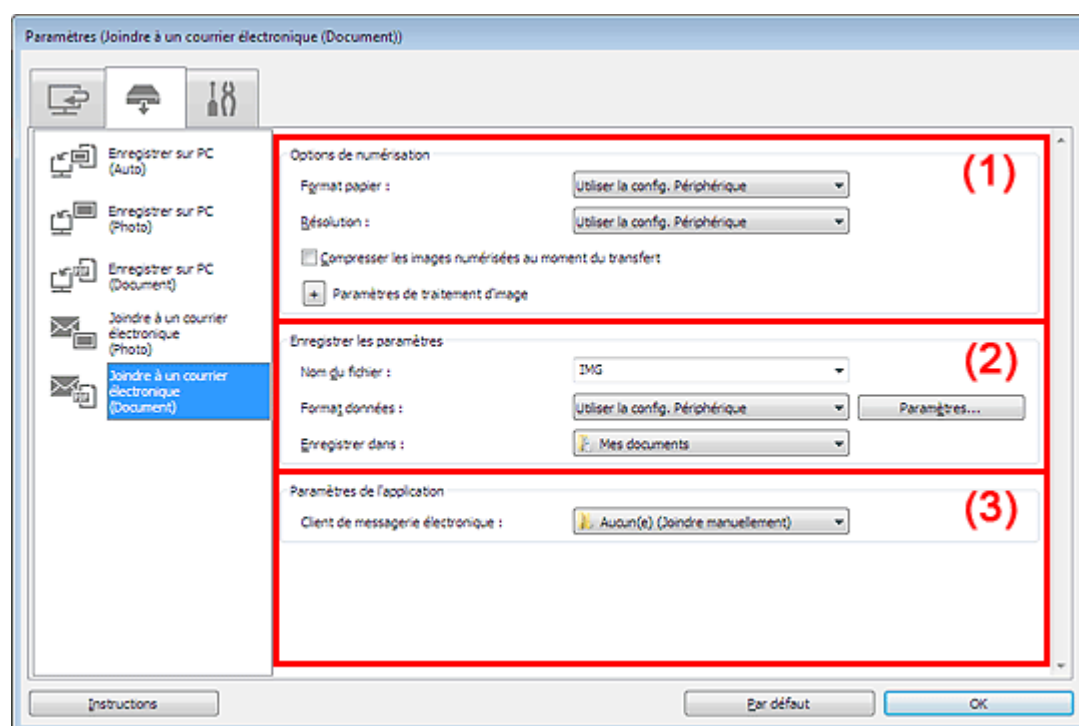 Paramètres (Joindre à un courrier électronique (Document))
Enregistrer sur PC
(Auto)
Enregistrer sur PC
(Photo)
Enregistrer sur PC
(Document)
Joindre à un courrier
électronique
(Photo)
Joindre à un courrier
électronique
(Document)
Options de numérisation
(1)
Format papier :
Utiliser la config. Périphérique
Résolution :
Utiliser la config. Périphérique
Compresser les images numérisées au moment du transfert
+ Paramètres de traitement d'image
Enregistrer les paramètres
(2)
Nom du fichier :
IMG
Format données :
Utiliser la config. Périphérique
Paramètres...
Enregistrer dans :
Mes documents
Paramètres de l'application
(3)
Client de messagerie électronique :
Aucun(e) (Joindre manuellement)
Instructions
Par défaut
OK